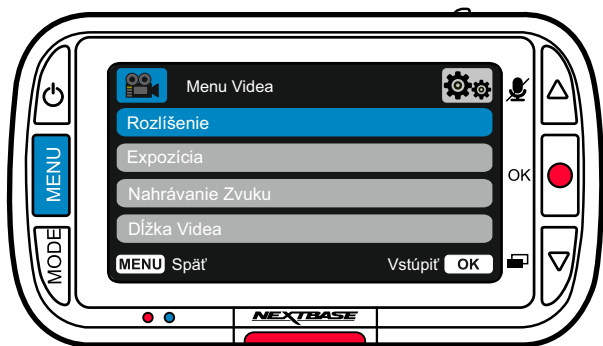 Menu Videa
Rozlíšenie
Expozícia
Nahrávanie Zvuku
Dĺžka Videa
MENU Späť
Vstúpiť OK
MENU
MODE
OK
NEXTBASE